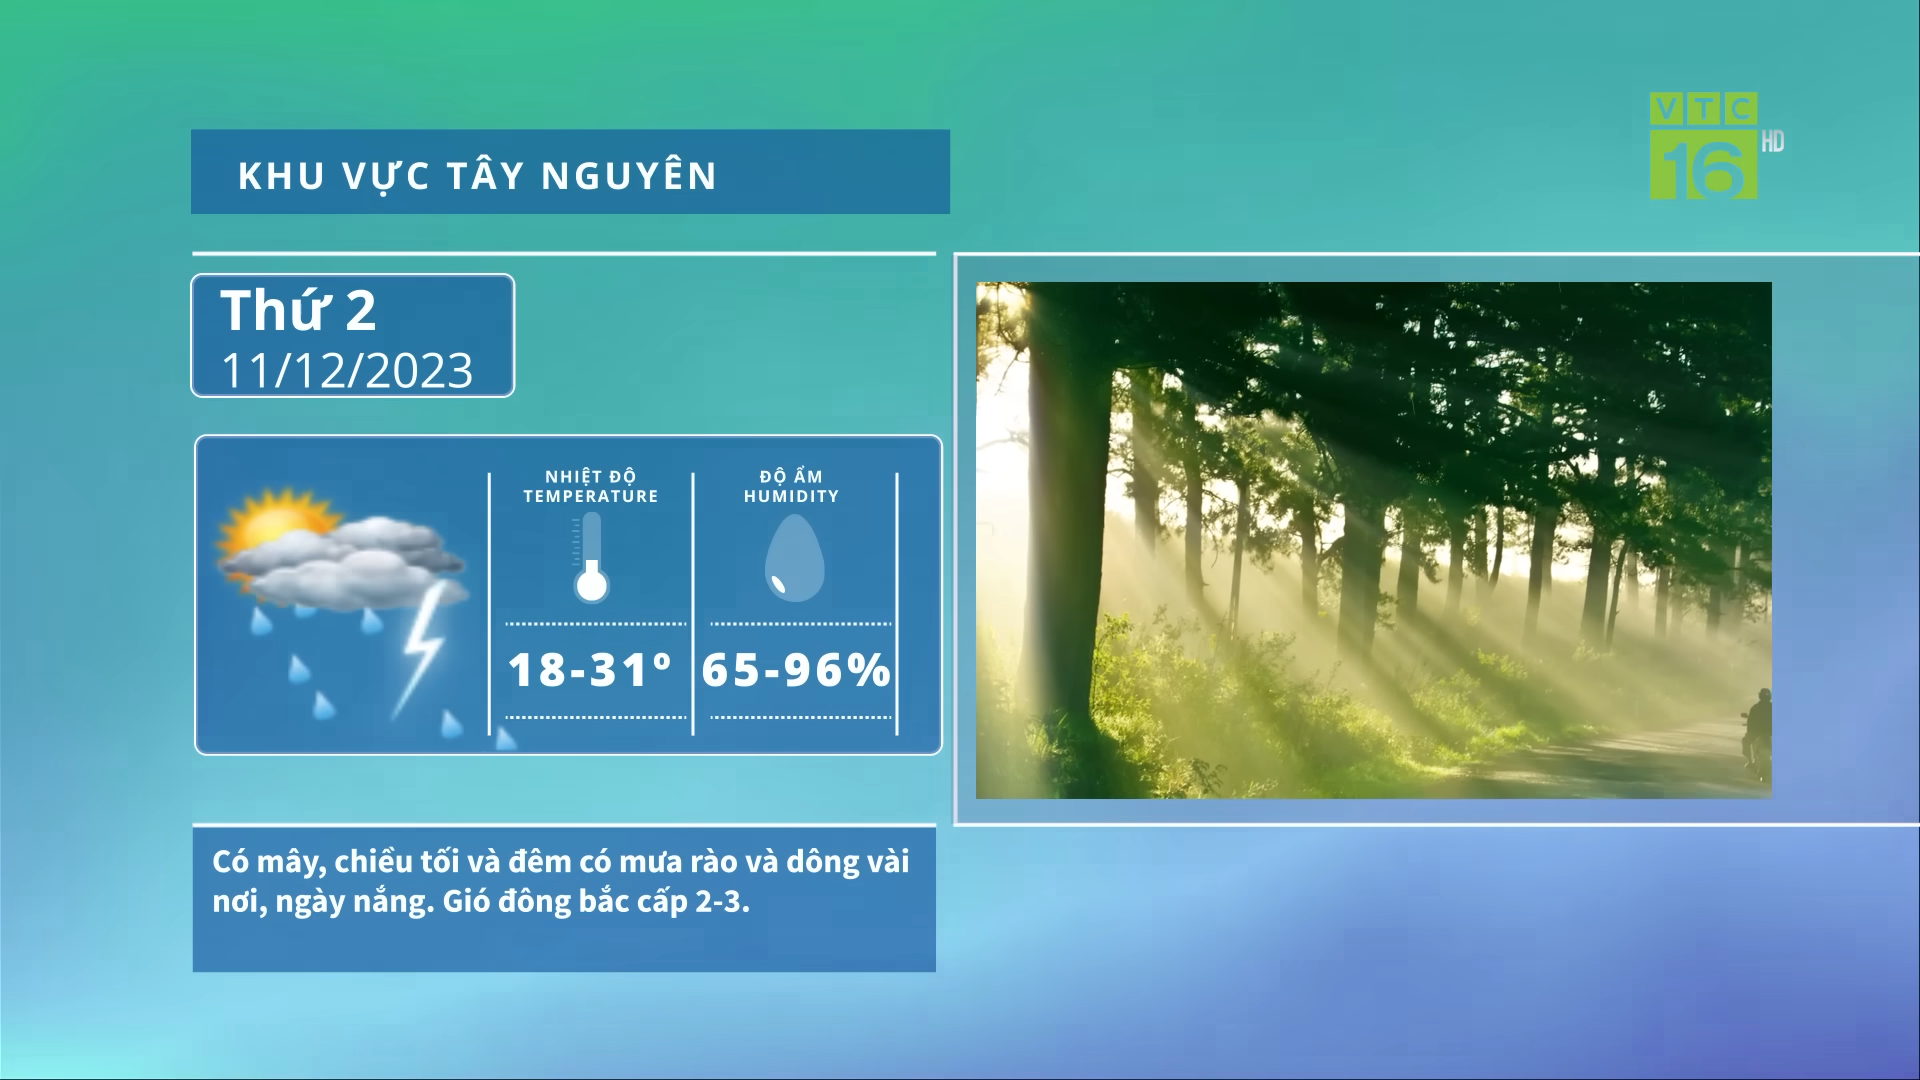 VTC
16
HD
KHU VỰC TÂY NGUYÊN
Thứ 2
11/12/2023
NHIỆT ĐỘ
TEMPERATURE
18-31º
ĐỘ ẨM
HUMIDITY
65-96%
Có mây, chiều tối và đêm có mưa rào và dông vài
nơi, ngày nắng. Gió đông bắc cấp 2-3.